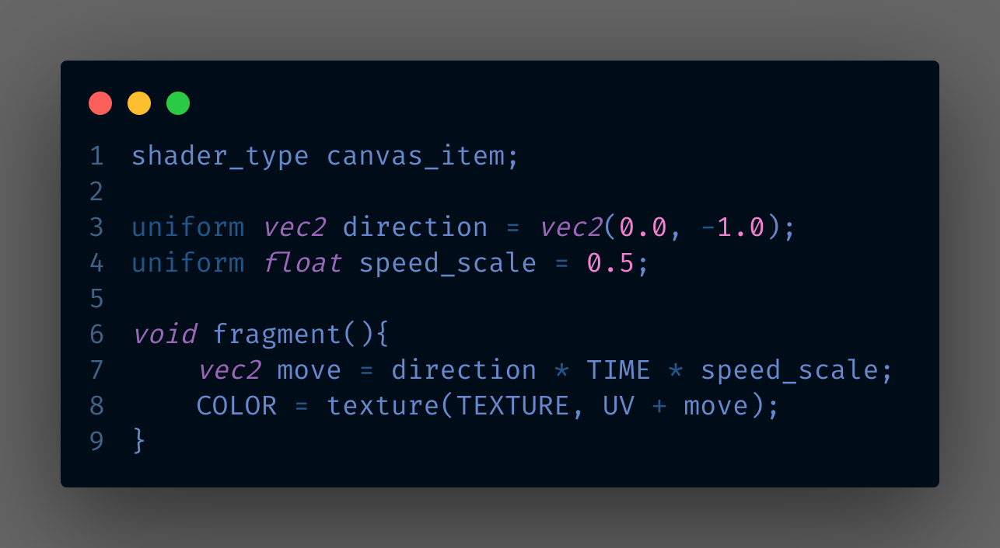 1 shader_type canvas_item;
2
3 uniform vec2 direction = vec2(0.0, -1.0);
4 uniform float speed_scale = 0.5;
5
6 void fragment(){
7     vec2 move = direction * TIME * speed_scale;
8     COLOR = texture(TEXTURE, UV + move);
9 }